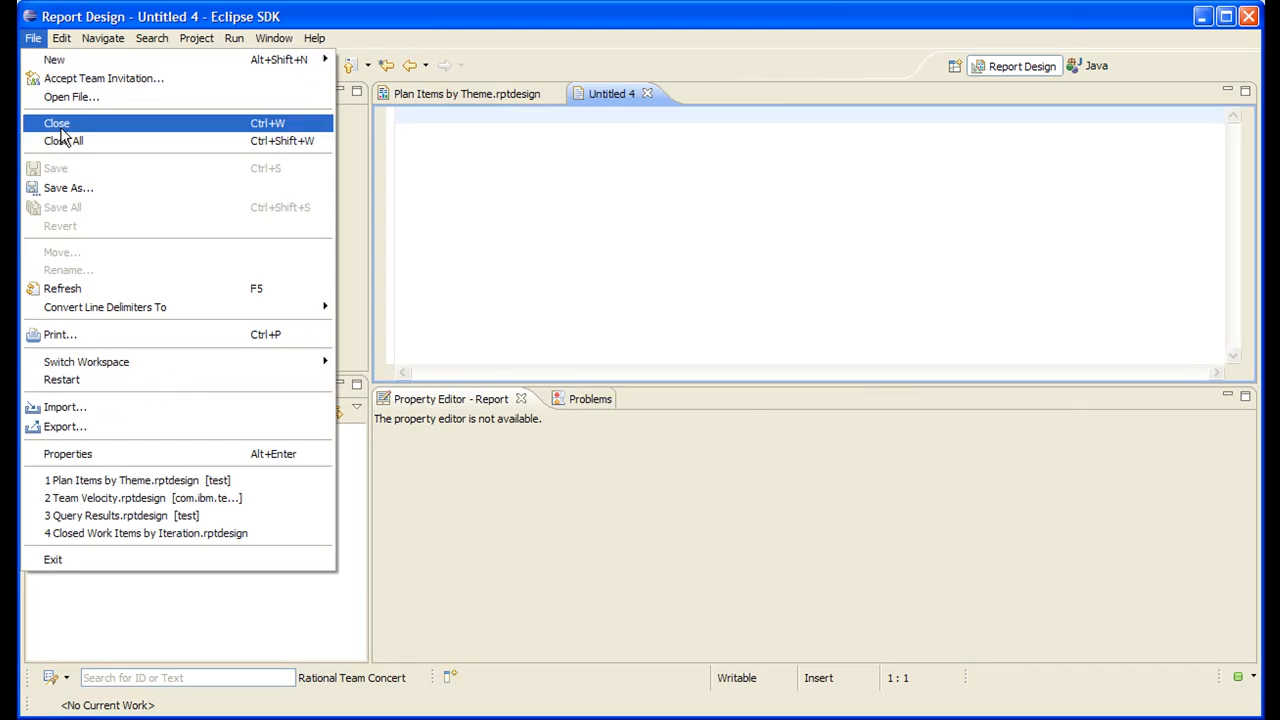 Report Design - Untitled 4 - Eclipse SDK
File Edit Navigate Search Project Run Window Help
New Alt+Shift+N
Accept Team Invitation...
Open File...
Close Ctrl+W
Close All Ctrl+Shift+W
Save Ctrl+S
Save As...
Save All Ctrl+Shift+S
Revert
Move...
Rename...
Refresh F5
Convert Line Delimiters To
Print... Ctrl+P
Switch Workspace
Restart
Import...
Export...
Properties Alt+Enter
1 Plan Items by Theme.rptdesign [test]
2 Team Velocity.rptdesign [com.ibm.te...]
3 Query Results.rptdesign [test]
4 Closed Work Items by Iteration.rptdesign
Exit
Report Design Java
Plan Items by Theme.rptdesign Untitled 4
Property Editor - Report Problems
The property editor is not available.
Search for ID or Text Rational Team Concert Writable Insert 1 : 1
<No Current Work>